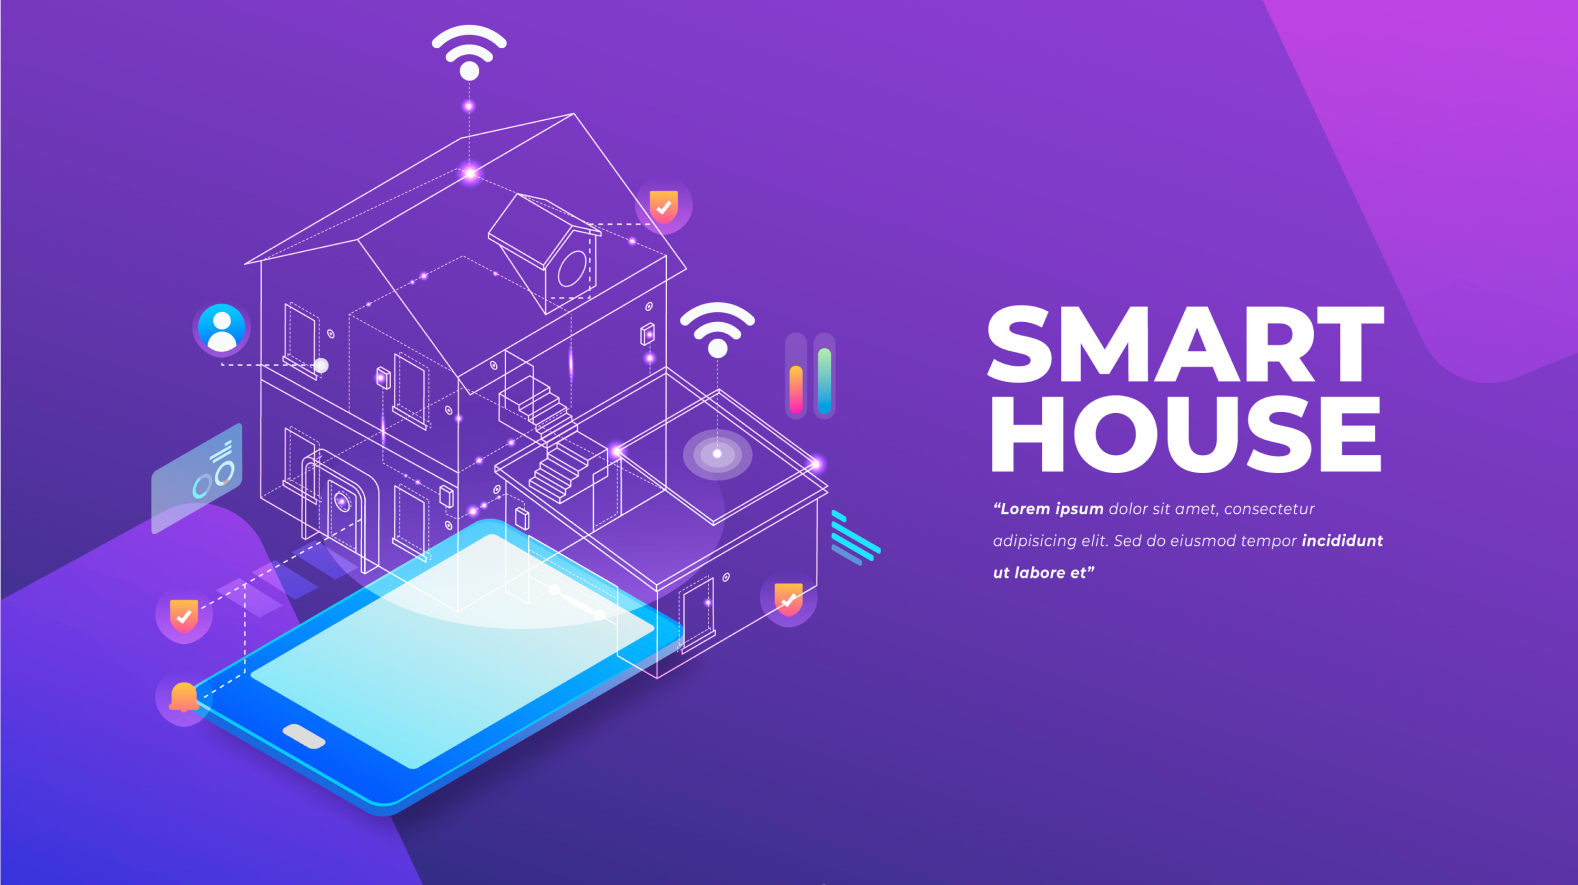 SMART
HOUSE
“Lorem ipsum dolor sit amet, consectetur
adipisicing elit. Sed do eiusmod tempor incididunt
ut labore et”